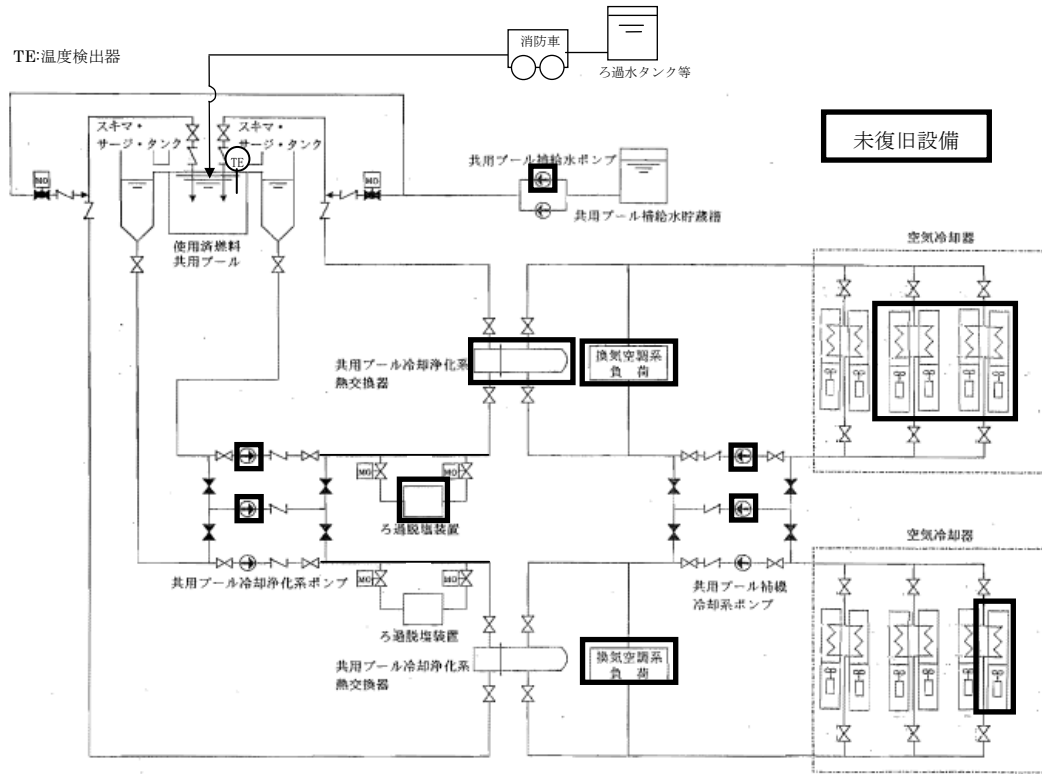 消防車
ろ過水タンク等
TE:温度検出器
スキマ・
サージ・タンク
スキマ・
サージ・タンク
TE
未復旧設備
共用プール補給水ポンプ
MO
MO
共用プール補給水貯蔵槽
使用済燃料
共用プール
空気冷却器
共用プール冷却浄化系
熱交換器
換気空調系
負荷
MO
MO
ろ過脱塩装置
空気冷却器
共用プール冷却浄化系ポンプ
MO
MO
共用プール補機
冷却系ポンプ
ろ過脱塩装置
共用プール冷却浄化系
熱交換器
換気空調系
負荷